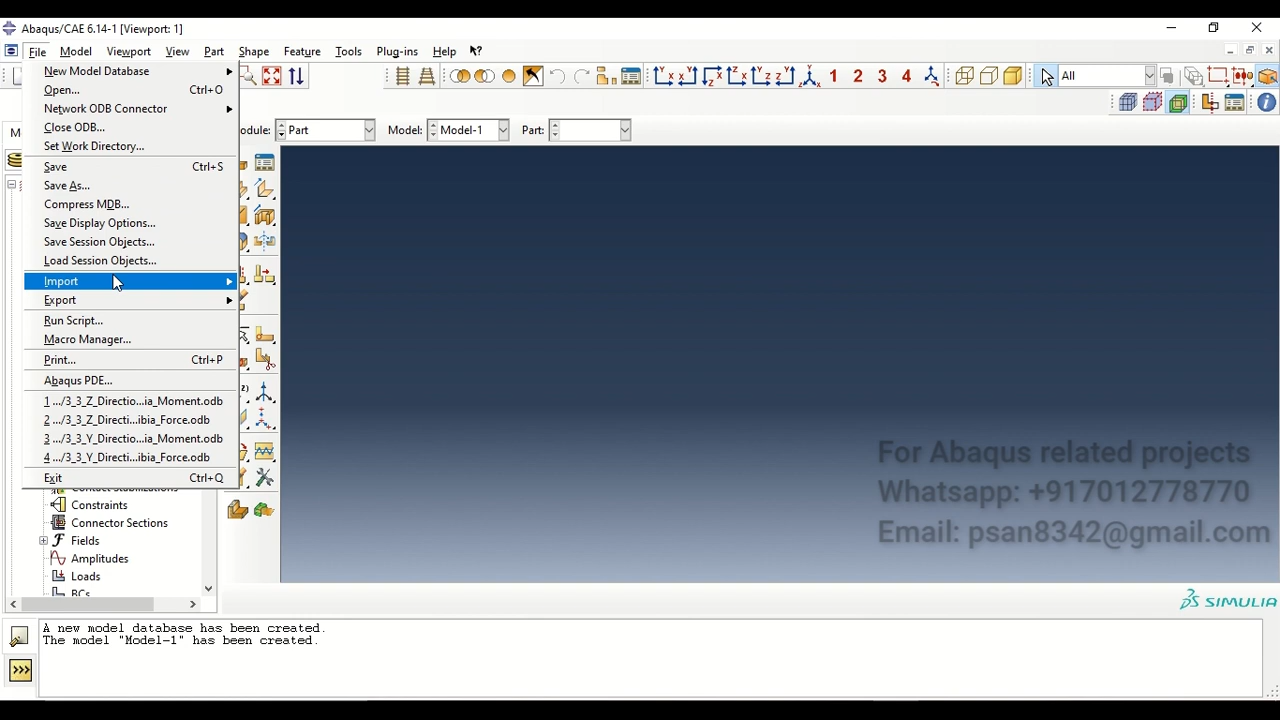 Abaqus/CAE 6.14-1 [Viewport: 1]
File Model Viewport View Part Shape Feature Tools Plug-ins Help
New Model Database
Open... Ctrl+O
Network ODB Connector
Close ODB...
Set Work Directory...
Save Ctrl+S
Save As...
Compress MDB...
Save Display Options...
Save Session Objects...
Load Session Objects...
Import
Export
Run Script...
Macro Manager...
Print... Ctrl+P
Abaqus PDE...
1 .../3_3_Z_Directio...ia_Moment.odb
2 .../3_3_Z_Directi...ibia_Force.odb
3 .../3_3_Y_Directio...ia_Moment.odb
4 .../3_3_Y_Directi...ibia_Force.odb
Exit Ctrl+Q
1 2 3 4 All
odule: Part Model: Model-1 Part:
Constraints
Connector Sections
Fields
Amplitudes
Loads
BCs
For Abaqus related projects
Whatsapp: +917012778770
Email: psan8342@gmail.com
SIMULIA
A new model database has been created.
The model "Model-1" has been created.